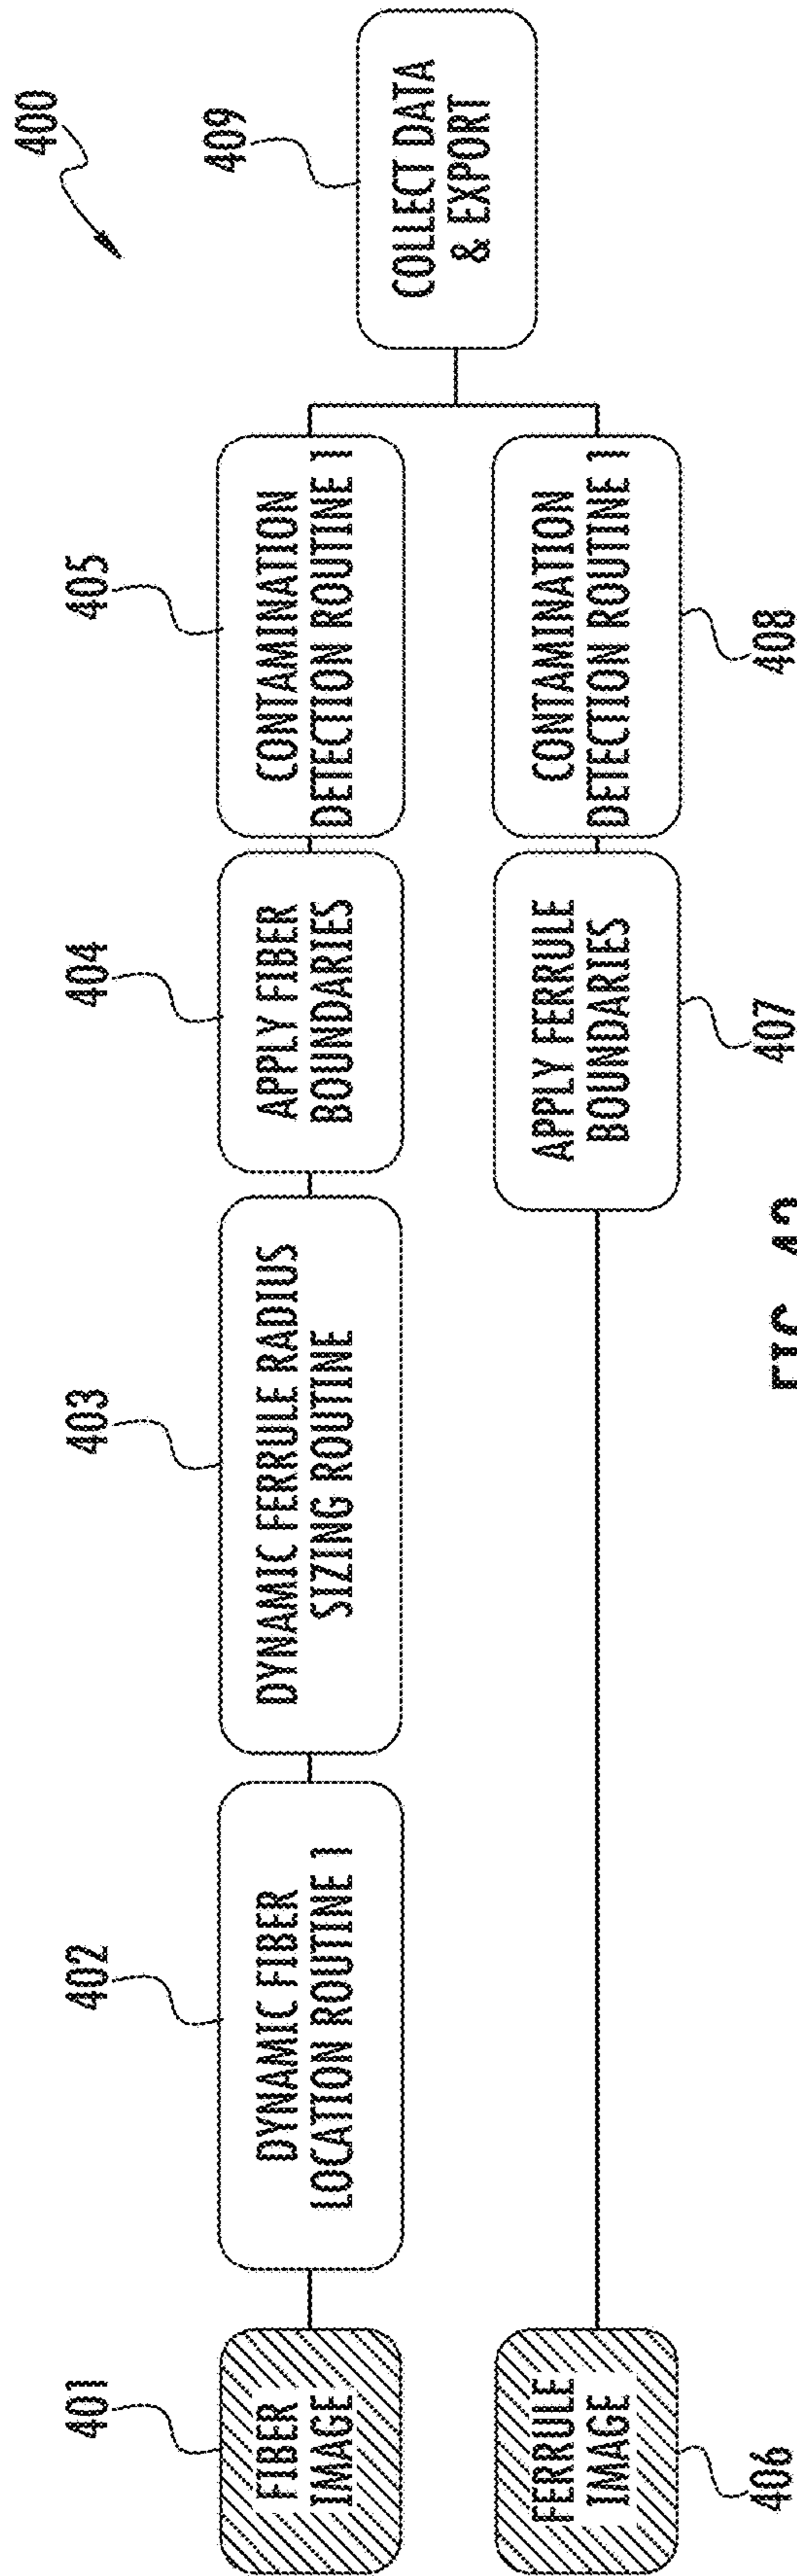 400
401
FIBER
IMAGE
402
DYNAMIC FIBER
LOCATION ROUTINE 1
403
DYNAMIC FERRULE RADIUS
SIZING ROUTINE
404
APPLY FIBER
BOUNDARIES
405
CONTAMINATION
DETECTION ROUTINE 1
409
COLLECT DATA
& EXPORT
FERRULE
IMAGE
406
APPLY FERRULE
BOUNDARIES
407
CONTAMINATION
DETECTION ROUTINE 1
408
FIG